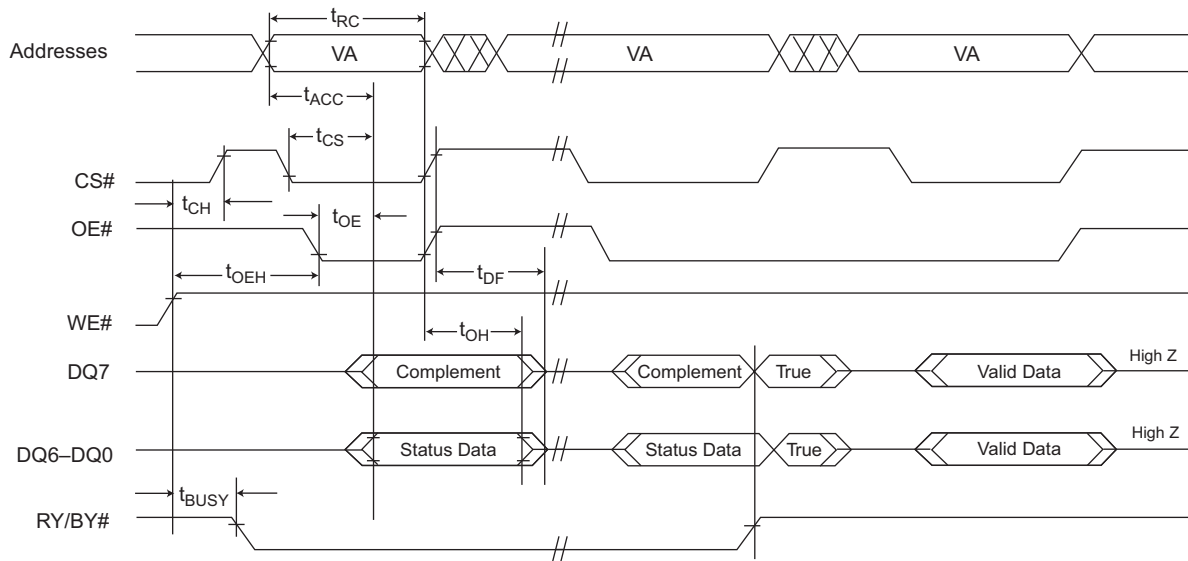 tRC
Addresses VA VA VA
tACC
tCS
CS#
tCH
tOE
OE#
tOEH
tDF
WE#
tOH
DQ7 Complement Complement True Valid Data High Z
DQ6–DQ0 Status Data Status Data True Valid Data High Z
tBUSY
RY/BY#